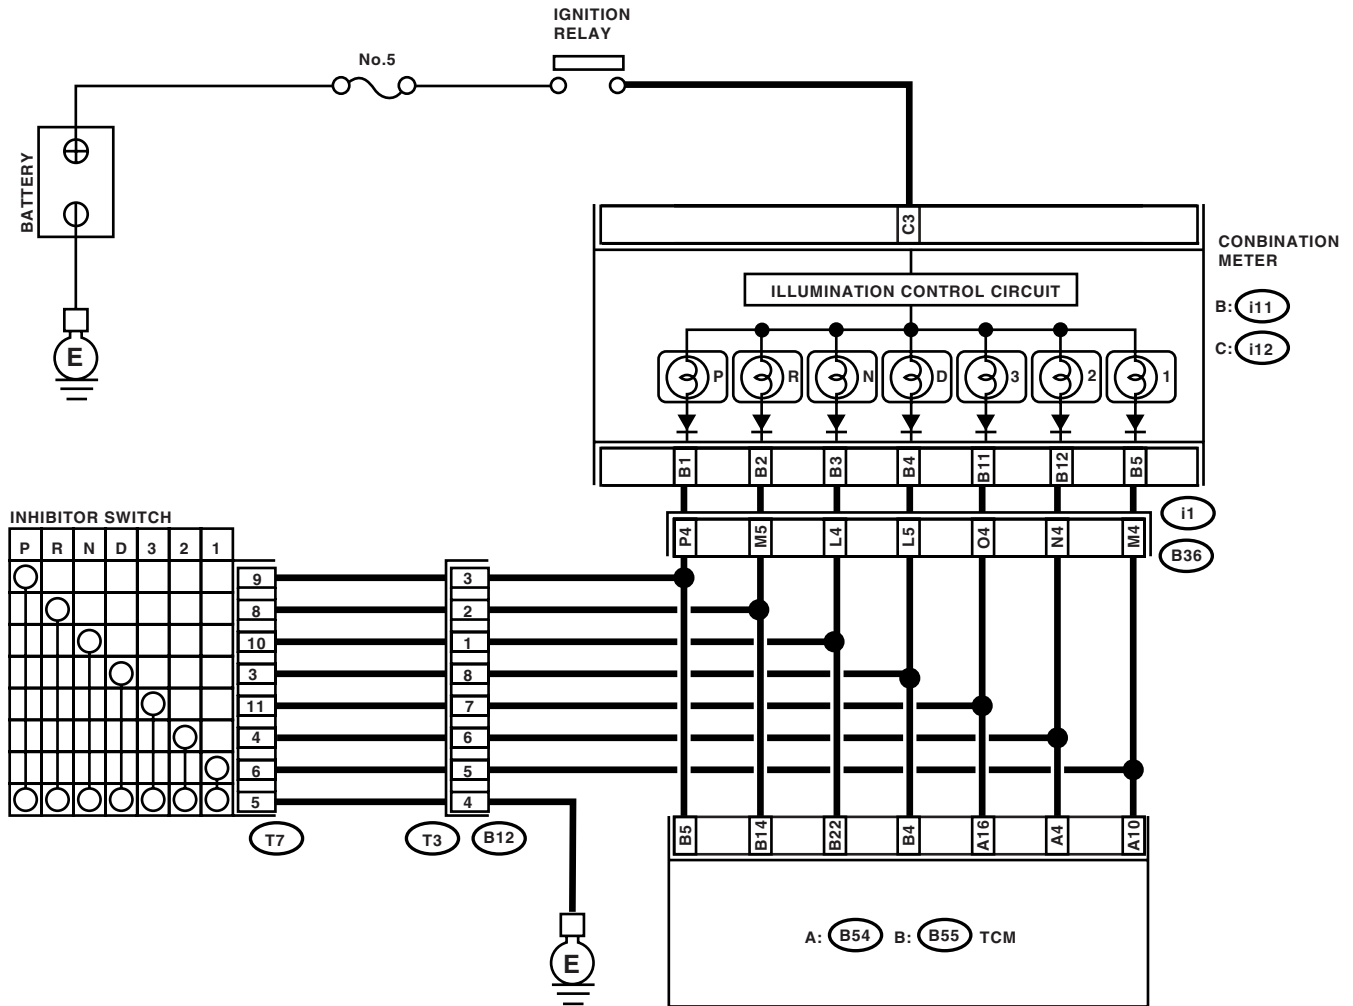 IGNITION
RELAY
No.5
BATTERY
E
C3
CONBINATION
METER
ILLUMINATION CONTROL CIRCUIT
B: i11
C: i12
P R N D 3 2 1
B1 B2 B3 B4 B11 B12 B5
i1
P4 M5 L4 L5 O4 N4 M4
B36
INHIBITOR SWITCH
P R N D 3 2 1
9 3
8 2
10 1
3 8
11 7
4 6
6 5
5 4
T7 T3 B12
B5 B14 B22 B4 A16 A4 A10
A: B54 B: B55 TCM
E